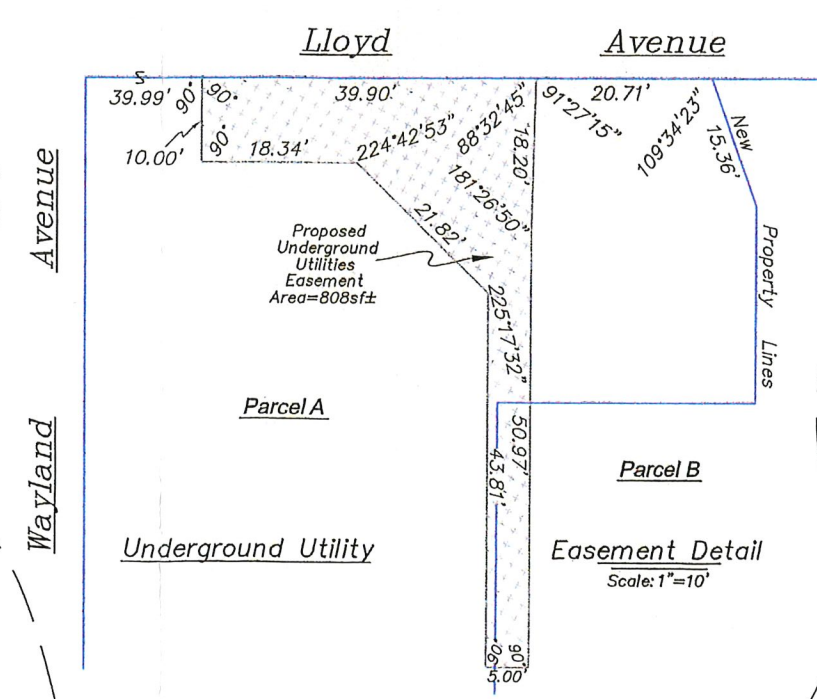 Lloyd Avenue
S
39.99'
90°
90°
39.90'
88°32'45"
91°27'15"
20.71'
109°34'23"
New
15.36'
10.00'
90°
18.34'
224°42'53"
18.20'
181°26'50"
21.82'
Proposed
Underground
Utilities
Easement
Area=808sf±
225°17'32"
Property Lines
Wayland Avenue
Parcel A
50.97'
43.81'
Parcel B
Underground Utility Easement Detail
Scale: 1"=10'
90°
90°
5.00'